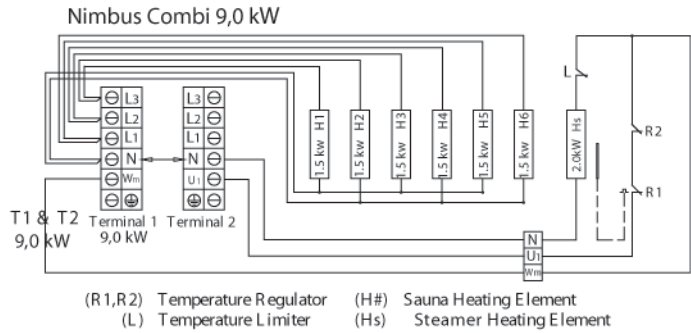 Nimbus Combi 9,0 kW
L3 L3
L2 L2
L1 L1
N N
Wm U1
Terminal 1 Terminal 2
9,0 kW
T1 & T2
9,0 kW
1.5 kw H1
1.5 kw H2
1.5 kw H3
1.5 kw H4
1.5 kw H5
1.5 kw H6
2.0kW Hs
L
R2
R1
N
U1
Wm
(R1,R2) Temperature Regulator (H#) Sauna Heating Element
(L) Temperature Limiter (Hs) Steamer Heating Element